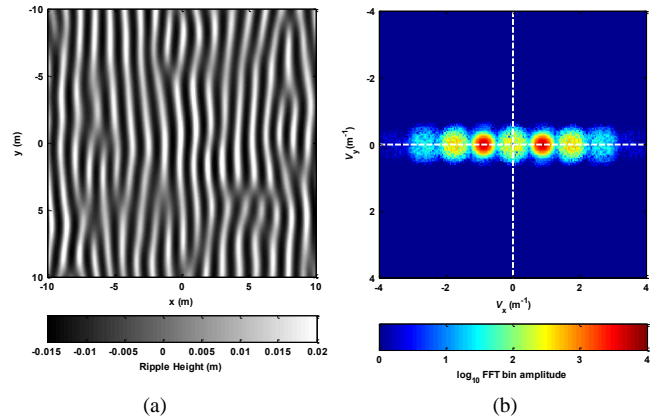 -10
-5
0
5
10
y (m)
-10 -5 0 5 10
x (m)
-0.015 -0.01 -0.005 0 0.005 0.01 0.015 0.02
Ripple Height (m)
(a)
-4
-2
0
2
4
Vy(m-1)
-4 -2 0 2 4
Vx(m-1)
0 1 2 3 4
log10 FFT bin amplitude
(b)